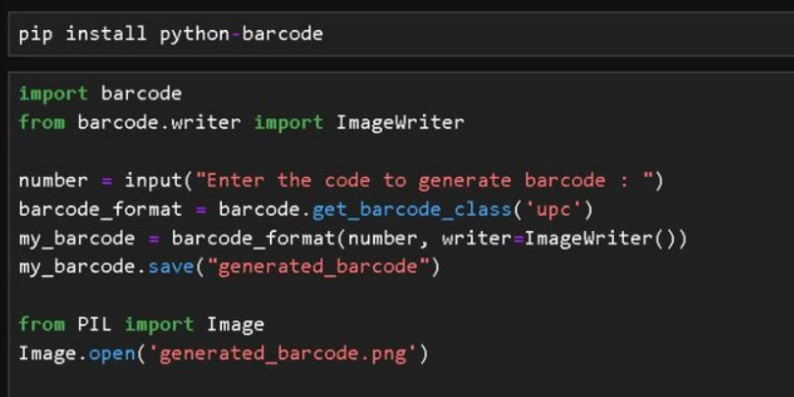 pip install python-barcode
import barcode
from barcode.writer import ImageWriter
number = input("Enter the code to generate barcode : ")
barcode_format = barcode.get_barcode_class('upc')
my_barcode = barcode_format(number, writer=ImageWriter())
my_barcode.save("generated_barcode")
from PIL import Image
Image.open('generated_barcode.png')